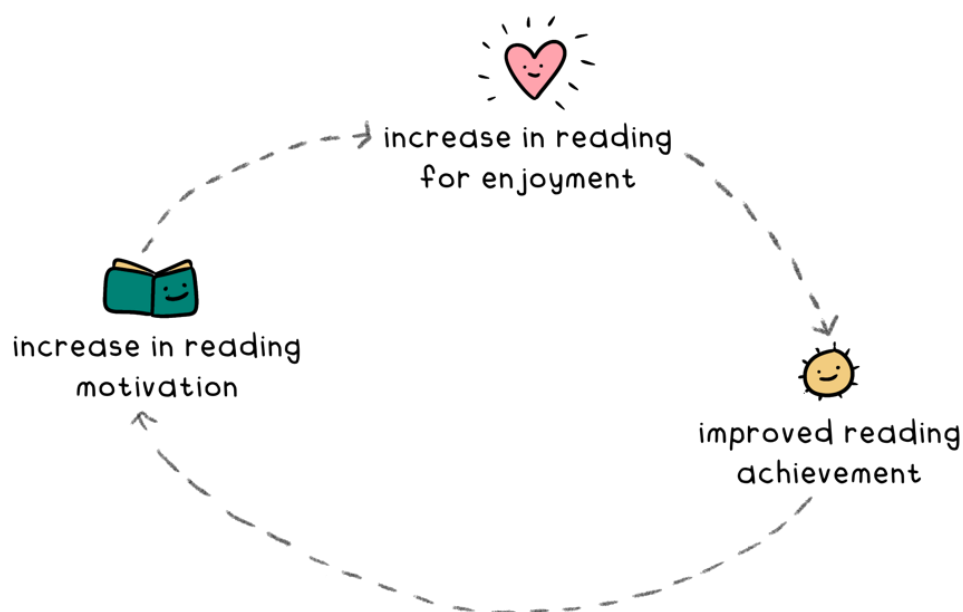 increase in reading
for enjoyment
increase in reading
motivation
improved reading
achievement